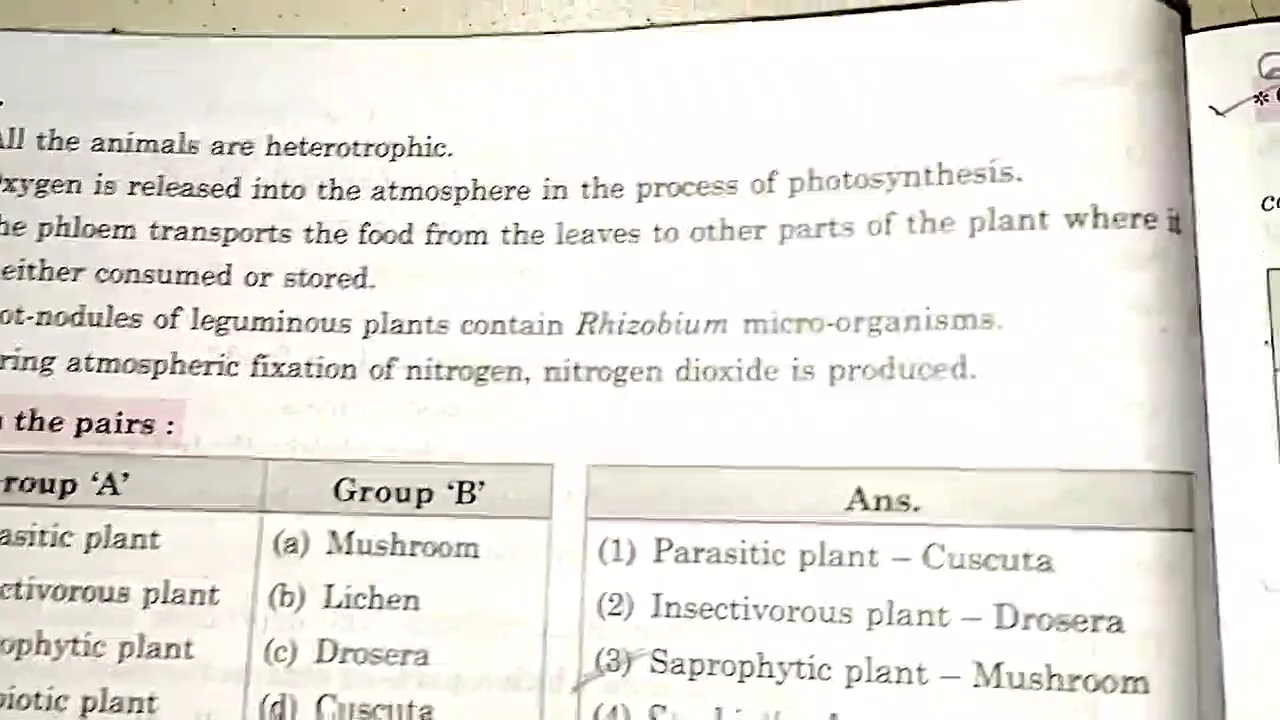 All the animals are heterotrophic.
Oxygen is released into the atmosphere in the process of photosynthesis.
he phloem transports the food from the leaves to other parts of the plant where it
either consumed or stored.
ot-nodules of leguminous plants contain Rhizobium micro-organisms.
ring atmospheric fixation of nitrogen, nitrogen dioxide is produced.
the pairs :
roup ‘A’ Group ‘B’ Ans.
asitic plant (a) Mushroom (1) Parasitic plant – Cuscuta
ctivorous plant (b) Lichen (2) Insectivorous plant – Drosera
ophytic plant (c) Drosera (3) Saprophytic plant – Mushroom
biotic plant (d) Cuscuta (4)